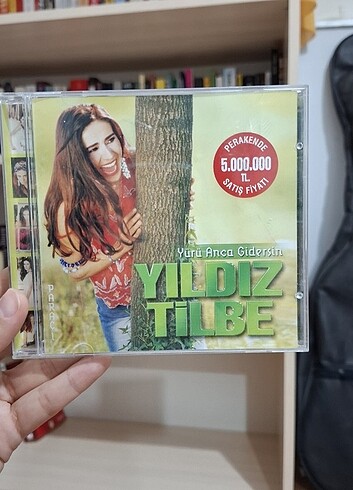 PERAKENDE
5.000.000
TL.
SATIŞ FİYATI
Yürü Anca Gidersin
YILDIZ
TİLBE